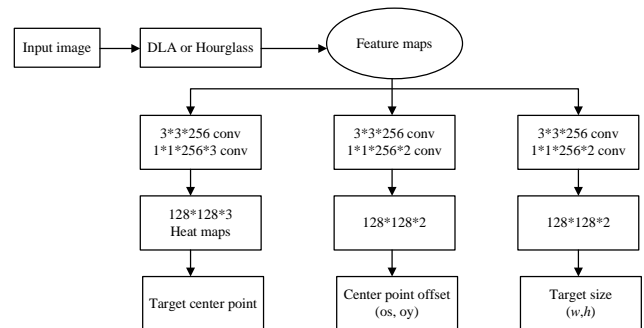 Input image
DLA or Hourglass
Feature maps
3*3*256 conv
1*1*256*3 conv
3*3*256 conv
1*1*256*2 conv
3*3*256 conv
1*1*256*2 conv
128*128*3
Heat maps
128*128*2
128*128*2
Target center point
Center point offset
(os, oy)
Target size
(w,h)